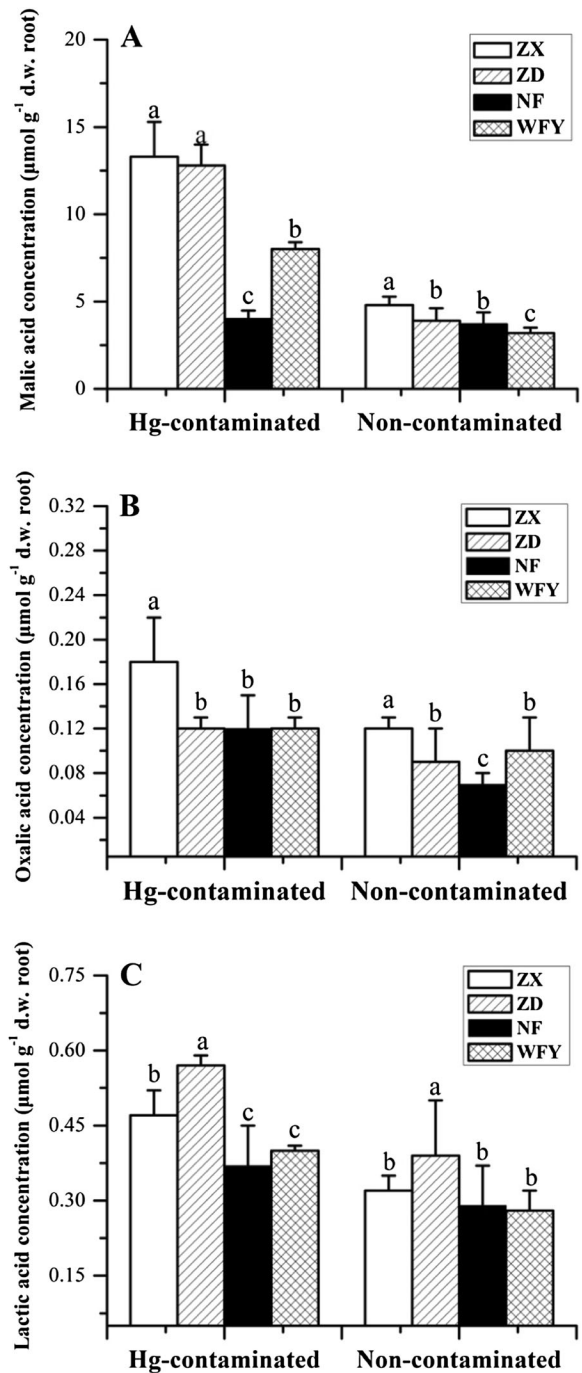 A
Malic acid concentration (μmol g⁻¹ d.w. root)
20
15
10
5
0
ZX
ZD
NF
WFY
a
a
c
b
a
b
b
c
Hg-contaminated
Non-contaminated
B
Oxalic acid concentration (μmol g⁻¹ d.w. root)
0.32
0.28
0.24
0.20
0.16
0.12
0.08
0.04
ZX
ZD
NF
WFY
a
b
b
b
a
b
c
b
Hg-contaminated
Non-contaminated
C
Lactic acid concentration (μmol g⁻¹ d.w. root)
0.75
0.60
0.45
0.30
0.15
ZX
ZD
NF
WFY
b
a
c
c
b
a
b
b
Hg-contaminated
Non-contaminated